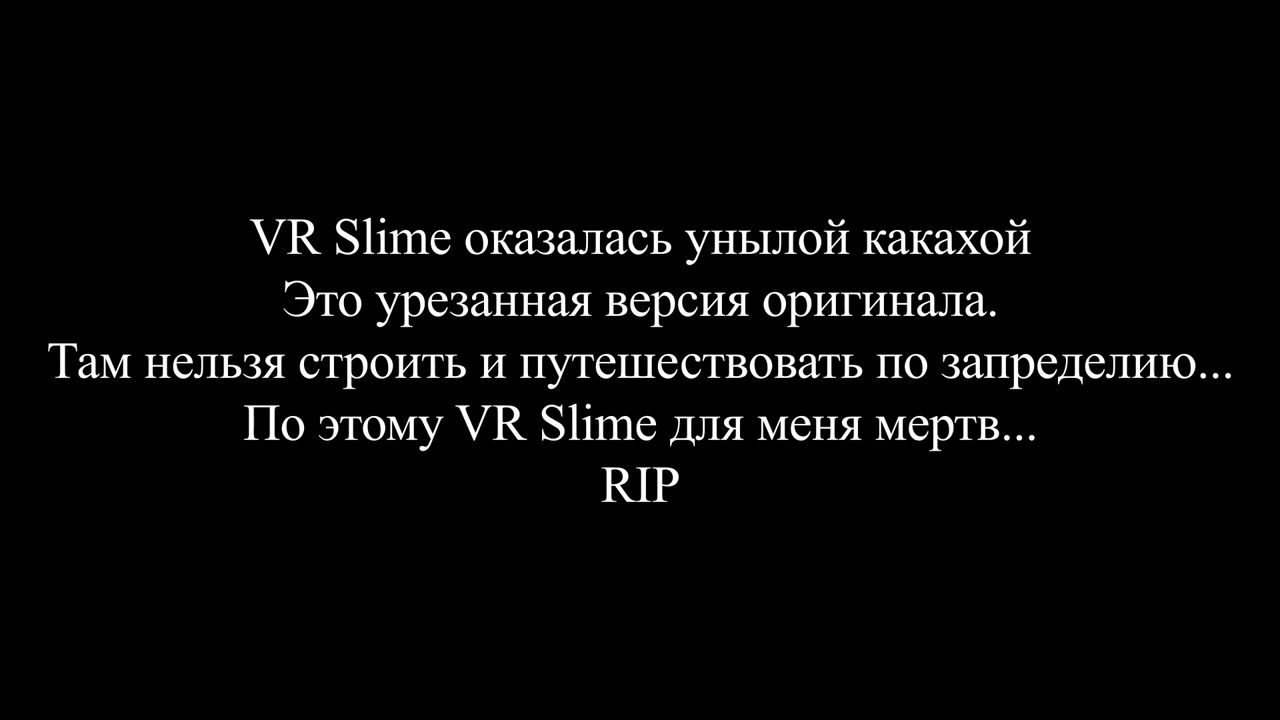 VR Slime оказалась унылой какахой
Это урезанная версия оригинала.
Там нельзя строить и путешествовать по запределию...
По этому VR Slime для меня мертв...
RIP